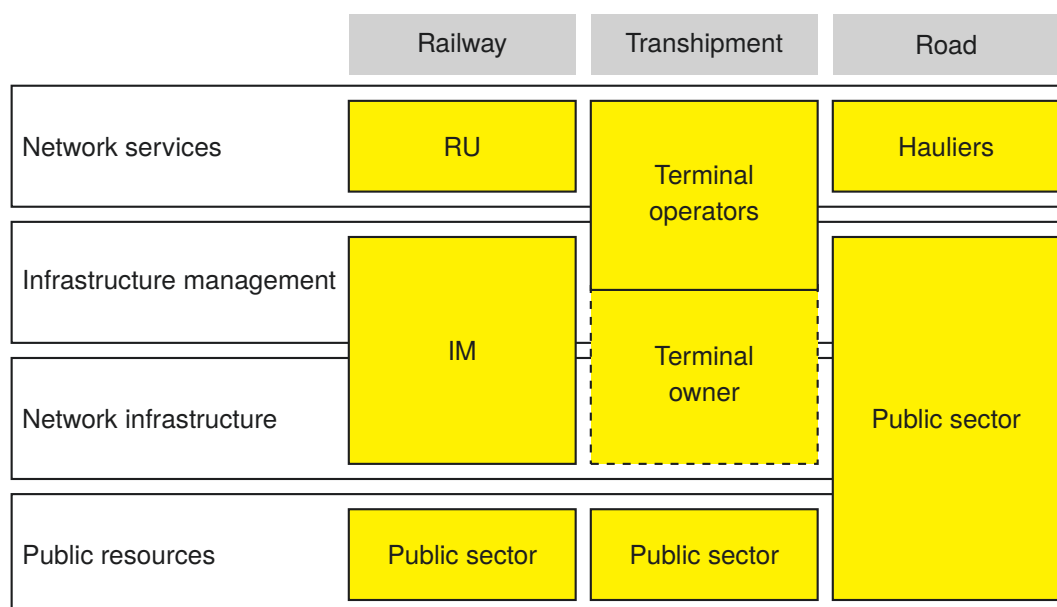 Railway
Transhipment
Road
Network services
RU
Terminal
operators
Hauliers
Infrastructure management
IM
Terminal
owner
Network infrastructure
Public sector
Public resources
Public sector
Public sector